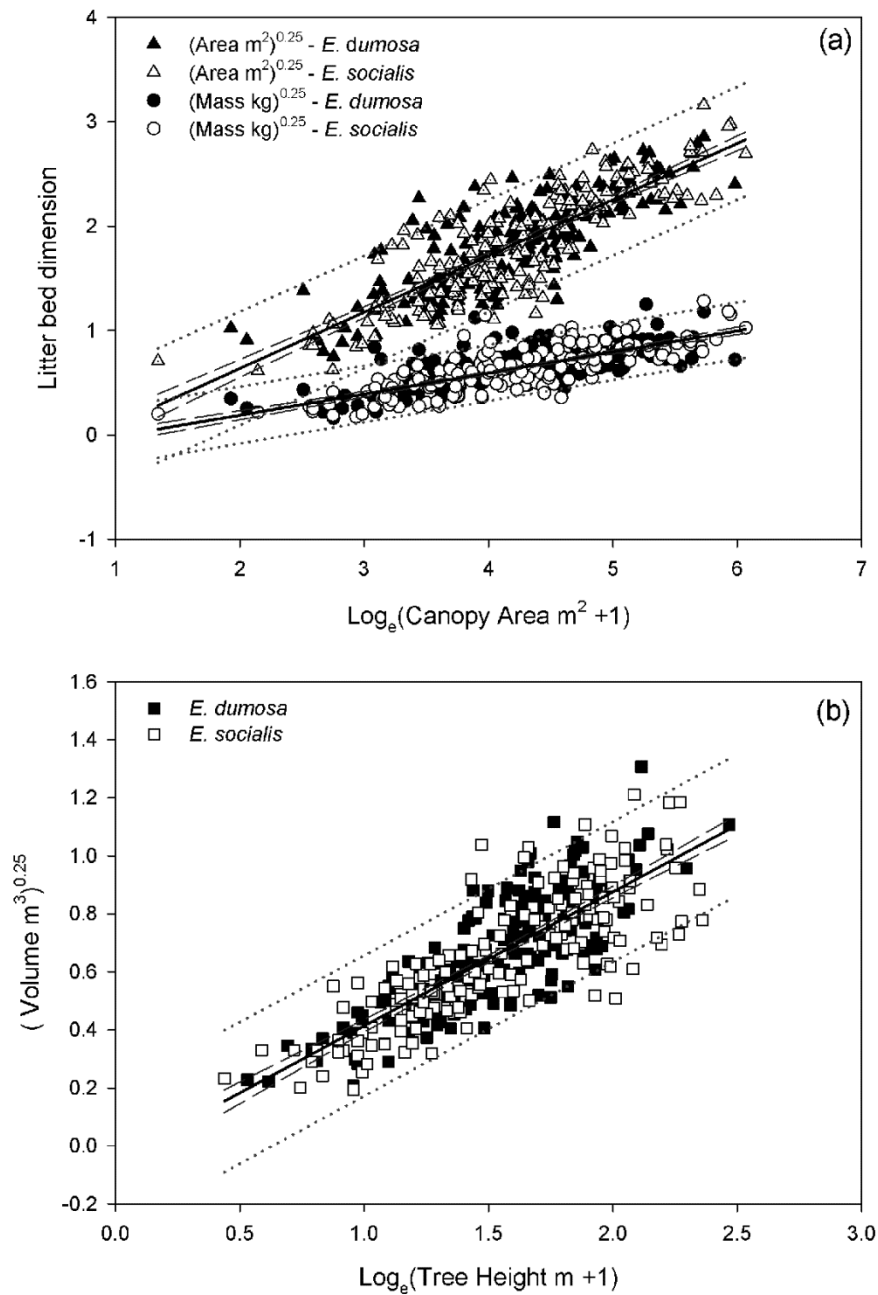 4
(a)
(Area m²)^0.25 - E. dumosa
(Area m²)^0.25 - E. socialis
(Mass kg)^0.25 - E. dumosa
(Mass kg)^0.25 - E. socialis
3
2
1
0
-1
Litter bed dimension
1 2 3 4 5 6 7
Log_e(Canopy Area m² +1)
1.6
(b)
E. dumosa
E. socialis
1.4
1.2
1.0
0.8
0.6
0.4
0.2
0.0
-0.2
( Volume m³)^0.25
0.0 0.5 1.0 1.5 2.0 2.5 3.0
Log_e(Tree Height m +1)